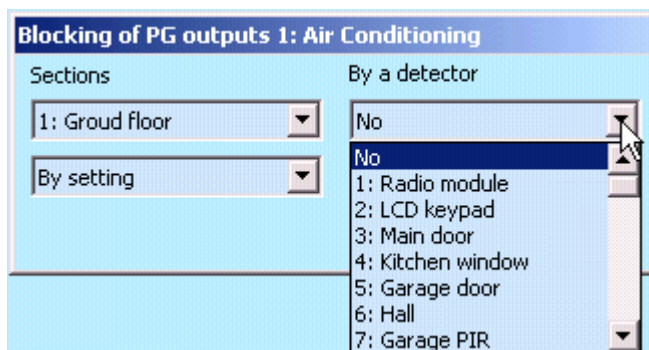 Blocking of PG outputs 1: Air Conditioning
Sections
By a detector
1: Groud floor
No
By setting
No
1: Radio module
2: LCD keypad
3: Main door
4: Kitchen window
5: Garage door
6: Hall
7: Garage PIR